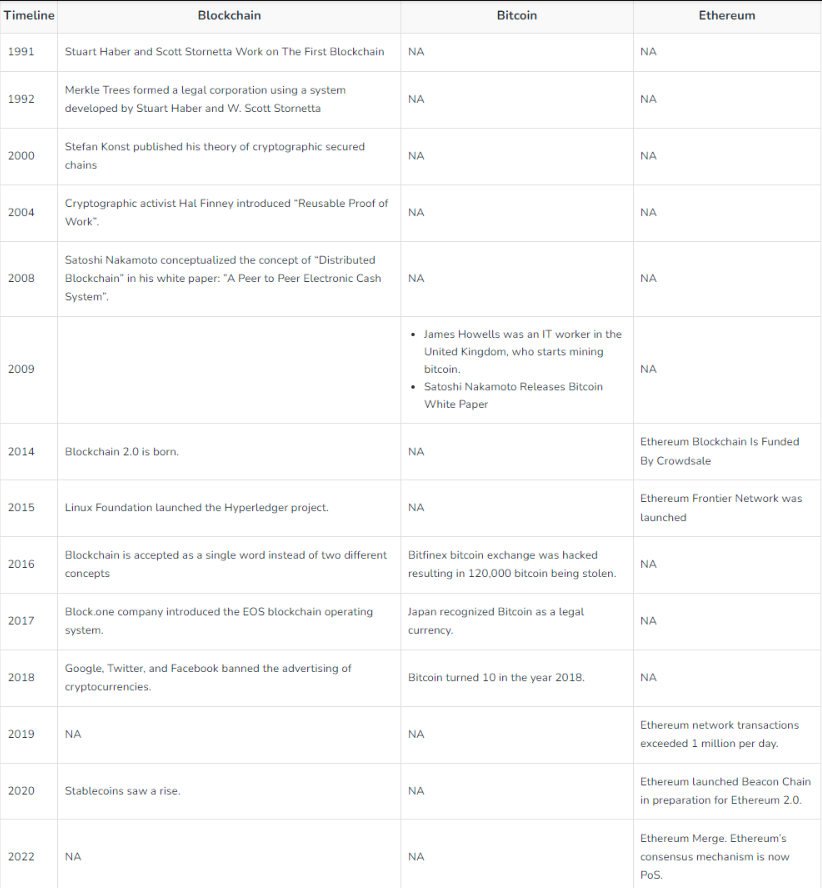 Timeline Blockchain Bitcoin Ethereum
1991 Stuart Haber and Scott Stornetta Work on The First Blockchain NA NA
Merkle Trees formed a legal corporation using a system
1992 NA NA
developed by Stuart Haber and W. Scott Stornetta
Stefan Konst published his theory of cryptographic secured
2000 NA NA
chains
Cryptographic activist Hal Finney introduced “Reusable Proof of
2004 NA NA
Work”.
Satoshi Nakamoto conceptualized the concept of “Distributed
2008 Blockchain” in his white paper: ”A Peer to Peer Electronic Cash NA NA
System”.
• James Howells was an IT worker in the
United Kingdom, who starts mining
2009 bitcoin. NA
• Satoshi Nakamoto Releases Bitcoin
White Paper
Ethereum Blockchain Is Funded
2014 Blockchain 2.0 is born. NA
By Crowdsale
Ethereum Frontier Network was
2015 Linux Foundation launched the Hyperledger project. NA
launched
Blockchain is accepted as a single word instead of two different Bitfinex bitcoin exchange was hacked
2016 NA
concepts resulting in 120,000 bitcoin being stolen.
Block.one company introduced the EOS blockchain operating Japan recognized Bitcoin as a legal
2017 NA
system. currency.
Google, Twitter, and Facebook banned the advertising of
2018 Bitcoin turned 10 in the year 2018. NA
cryptocurrencies.
Ethereum network transactions
2019 NA NA
exceeded 1 million per day.
Ethereum launched Beacon Chain
2020 Stablecoins saw a rise. NA
in preparation for Ethereum 2.0.
Ethereum Merge. Ethereum’s
2022 NA NA consensus mechanism is now
PoS.